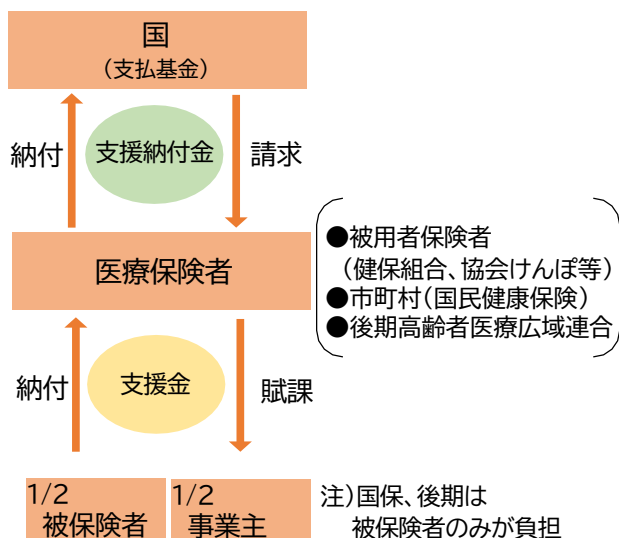 国
(支払基金)
納付
支援納付金
請求
医療保険者
●被用者保険者
(健保組合、協会けんぽ等)
●市町村(国民健康保険)
●後期高齢者医療広域連合
納付
支援金
賦課
1/2
被保険者
1/2
事業主
注)国保、後期は
被保険者のみが負担